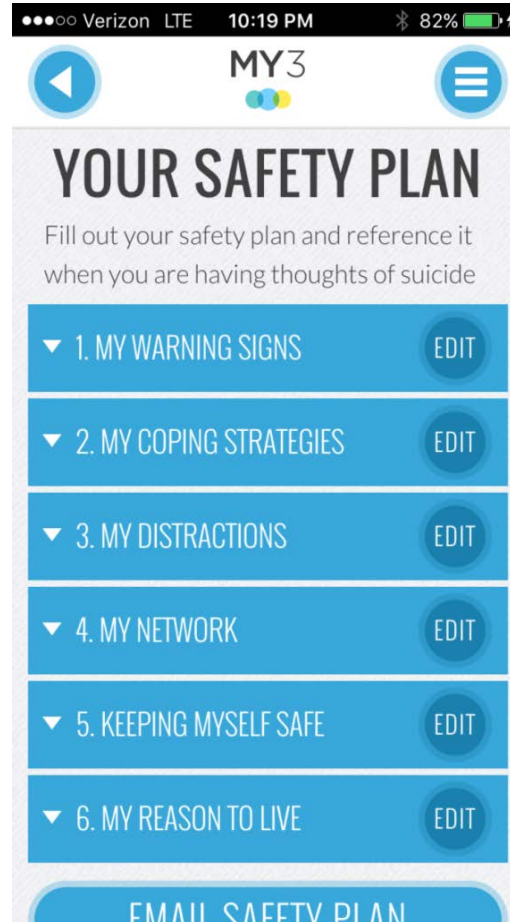 Verizon LTE 10:19 PM 82%
MY3
YOUR SAFETY PLAN
Fill out your safety plan and reference it
when you are having thoughts of suicide
1. MY WARNING SIGNS EDIT
2. MY COPING STRATEGIES EDIT
3. MY DISTRACTIONS EDIT
4. MY NETWORK EDIT
5. KEEPING MYSELF SAFE EDIT
6. MY REASON TO LIVE EDIT
EMAIL SAFETY PLAN